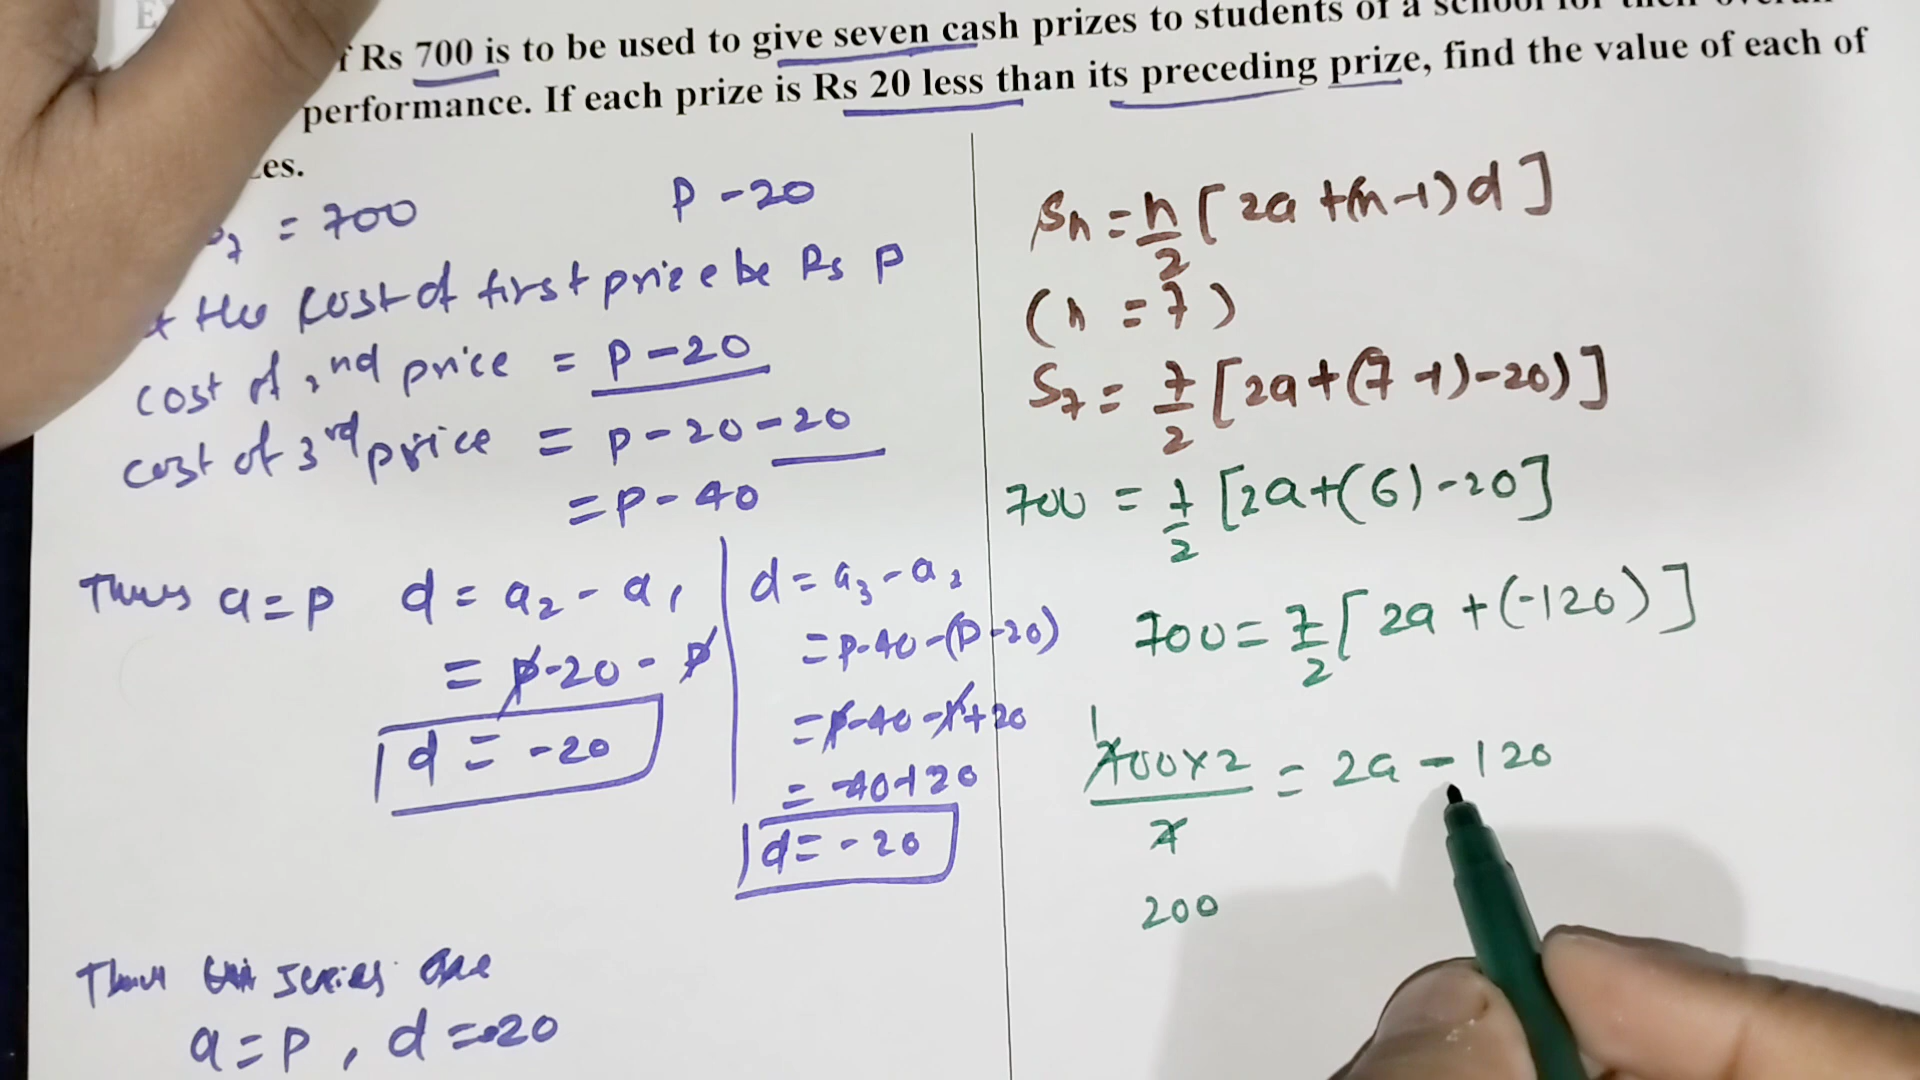 Rs 700 is to be used to give seven cash prizes to students of a school for their overall
performance. If each prize is Rs 20 less than its preceding prize, find the value of each of
es.
= 700
P - 20
the cost of first prize be Rs P
cost of 2nd price = P - 20
cost of 3rd price = P - 20 - 20
= P - 40
Thus a = P
d = a2 - a1
= P - 20 - P
d = -20
d = a3 - a2
= P - 40 - (P - 20)
= P - 40 - P + 20
= -40 + 20
d = -20
Thus series are
a = P , d = -20
Sn = n/2 [ 2a + (n-1) d ]
(n = 7)
S7 = 7/2 [2a + (7-1) -20)]
700 = 7/2 [2a + (6) -20]
700 = 7/2 [ 2a + (-120) ]
700 x 2 / 7 = 2a - 120
200